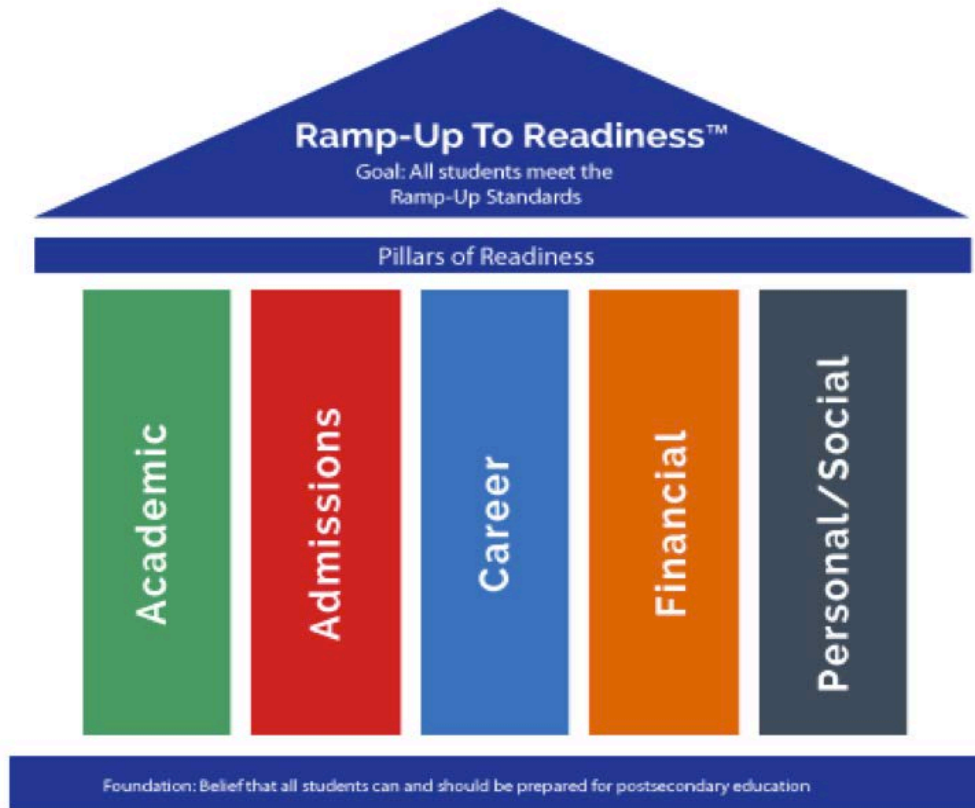 Ramp-Up To Readiness™
Goal: All students meet the
Ramp-Up Standards
Pillars of Readiness
Academic
Admissions
Career
Financial
Personal/Social
Foundation: Belief that all students can and should be prepared for postsecondary education